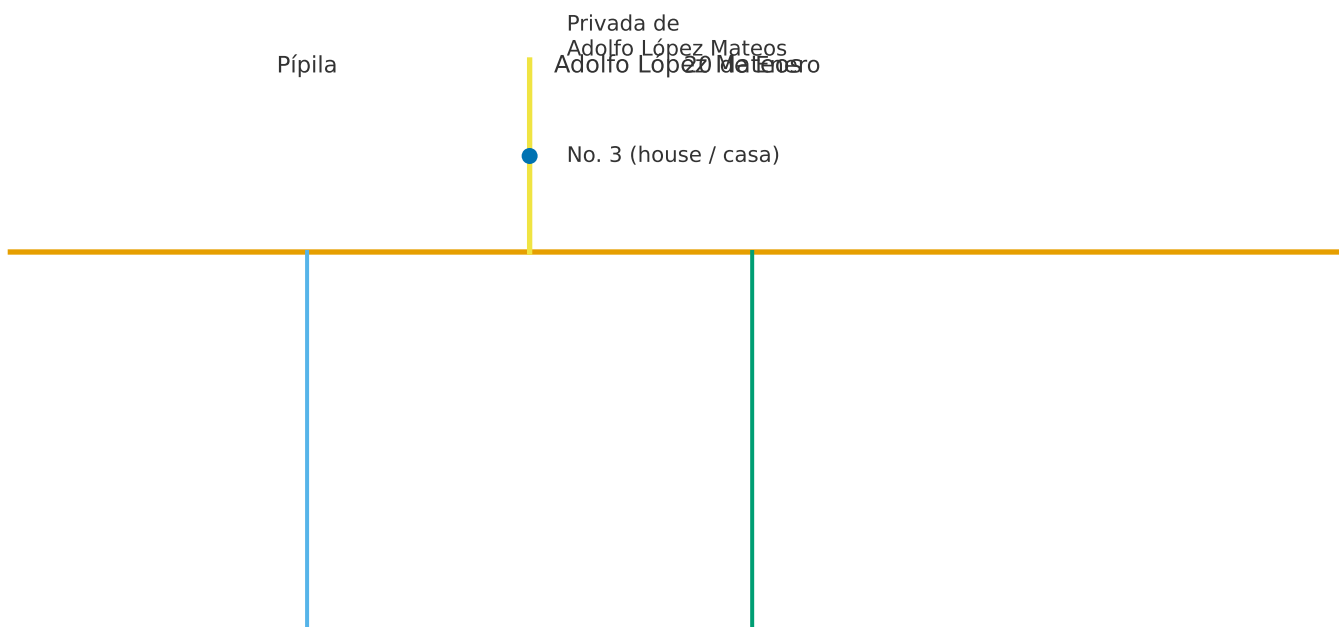 Privada de
Adolfo López Mateos
Pípila
Adolfo López Mateos
20 de Enero
No. 3 (house / casa)